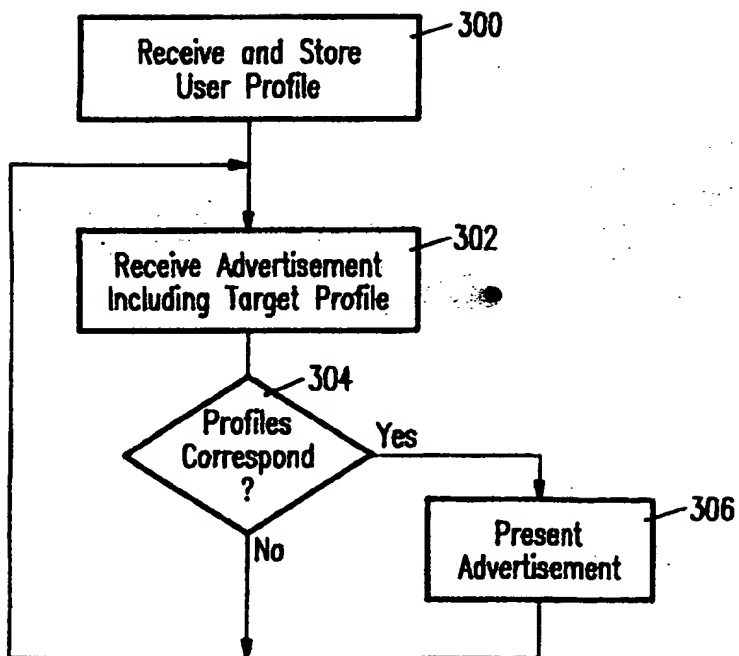 300
Receive and Store
User Profile
302
Receive Advertisement
Including Target Profile
304
Profiles
Correspond
?
Yes
No
306
Present
Advertisement